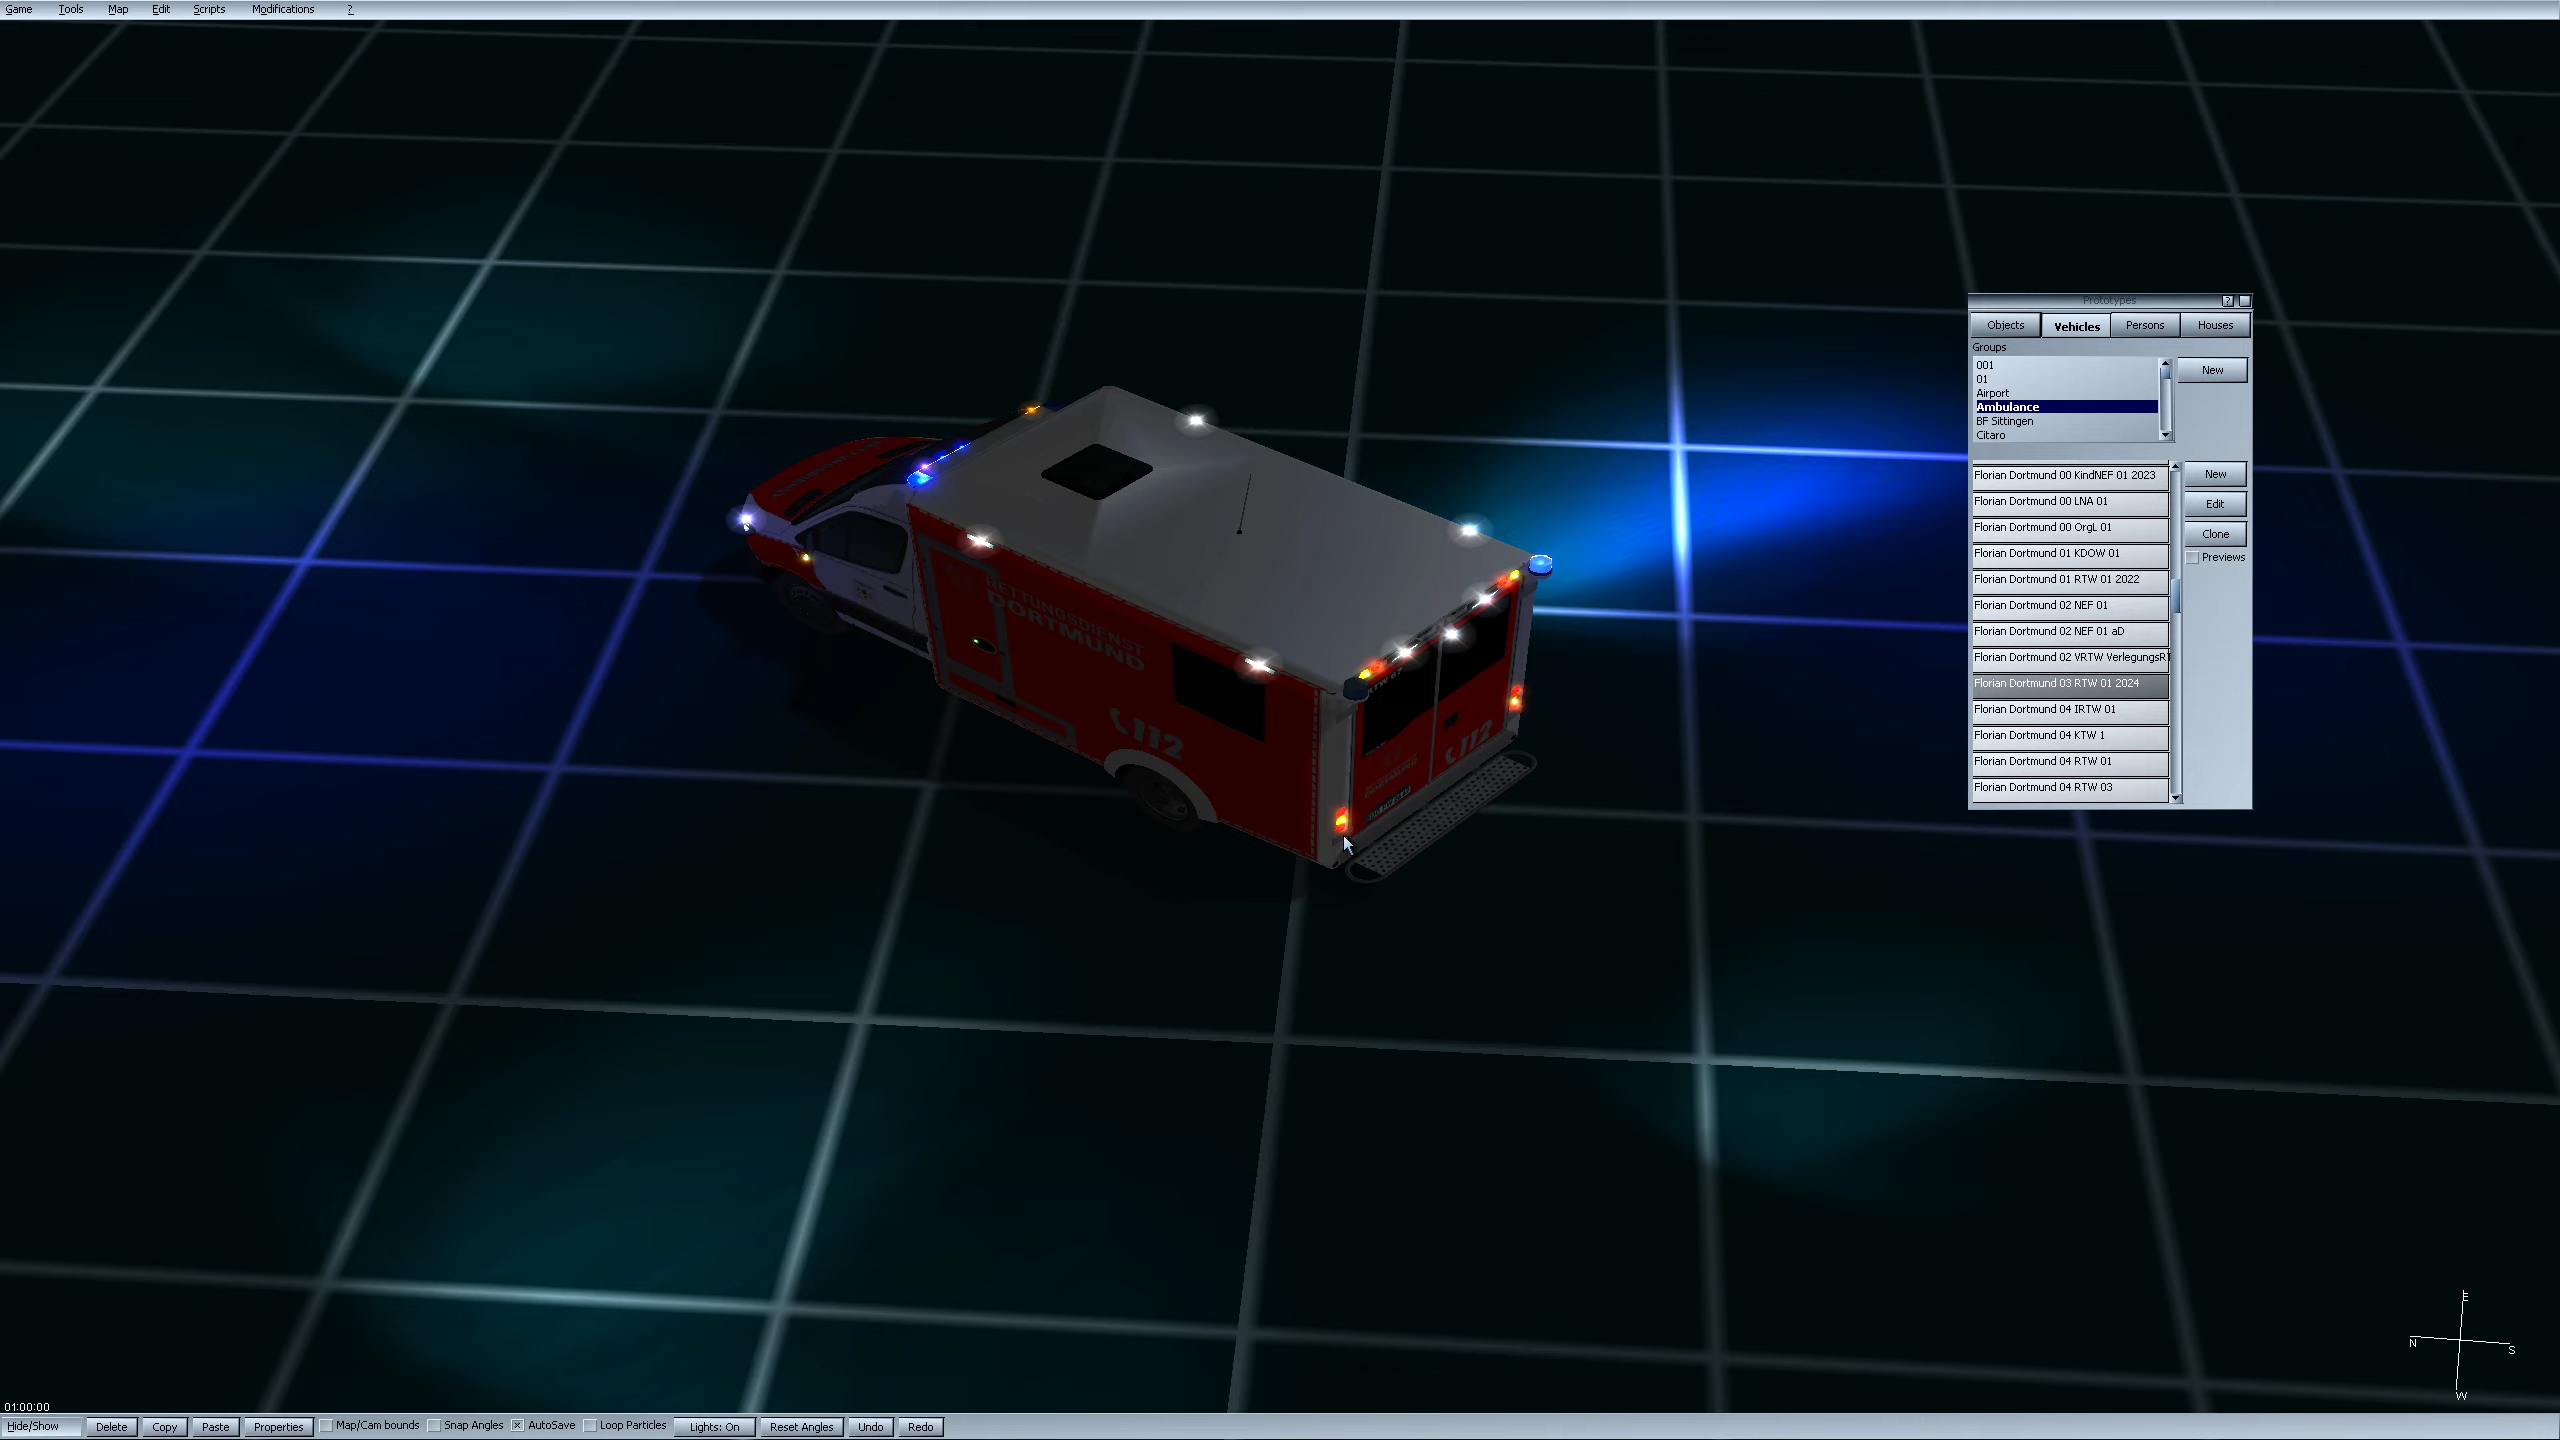 Game Tools Map Edit Scripts Modifications ?
Prototypes ?
Objects Vehicles Persons Houses
Groups
001
01
Airport
Ambulance
BF Sittingen
Citaro
New
Florian Dortmund 00 KindNEF 01 2023
Florian Dortmund 00 LNA 01
Florian Dortmund 00 OrgL 01
Florian Dortmund 01 KDOW 01
Florian Dortmund 01 RTW 01 2022
Florian Dortmund 02 NEF 01
Florian Dortmund 02 NEF 01 aD
Florian Dortmund 02 VRTW VerlegungsRT
Florian Dortmund 03 RTW 01 2024
Florian Dortmund 04 IRTW 01
Florian Dortmund 04 KTW 1
Florian Dortmund 04 RTW 01
Florian Dortmund 04 RTW 03
New
Edit
Clone
Previews
RETTUNGSDIENST
DORTMUND
112
RTW
112
E
N
S
W
01:00:00
Hide/Show Delete Copy Paste Properties Map/Cam bounds Snap Angles AutoSave Loop Particles Lights: On Reset Angles Undo Redo